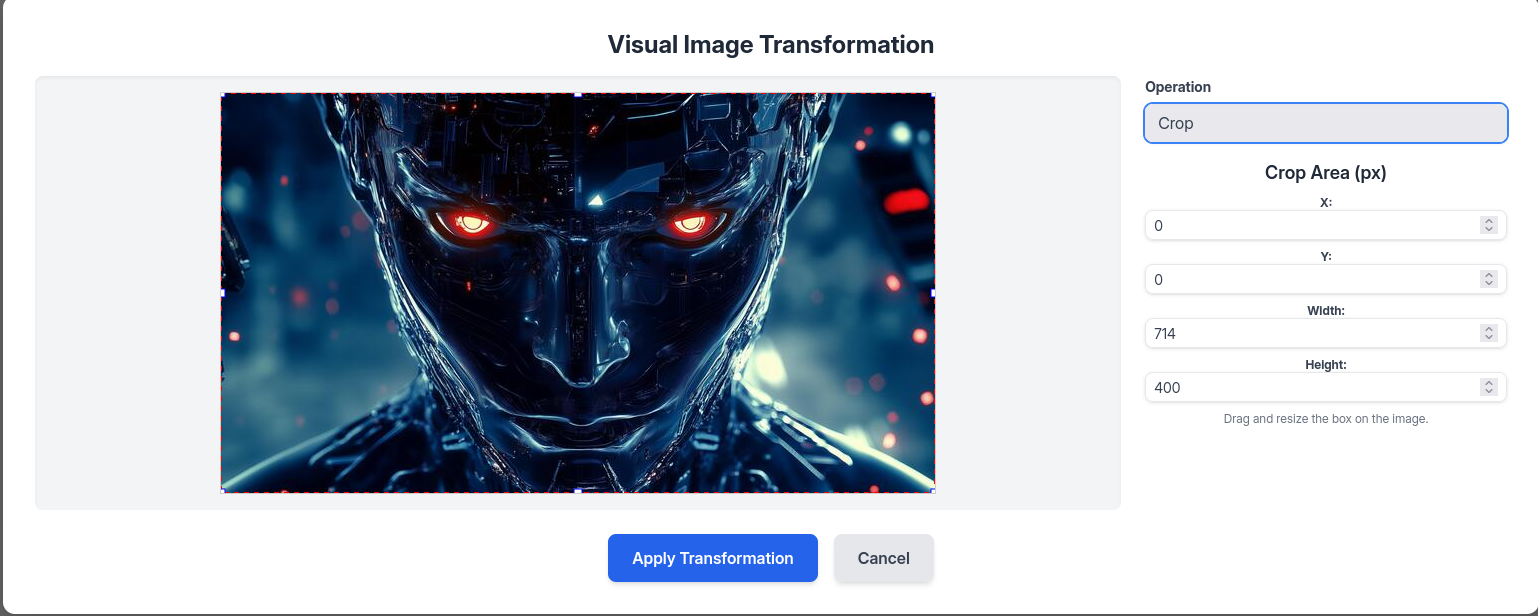 Visual Image Transformation
Operation
Crop
Crop Area (px)
X:
0
Y:
0
Width:
714
Height:
400
Drag and resize the box on the image.
Apply Transformation
Cancel